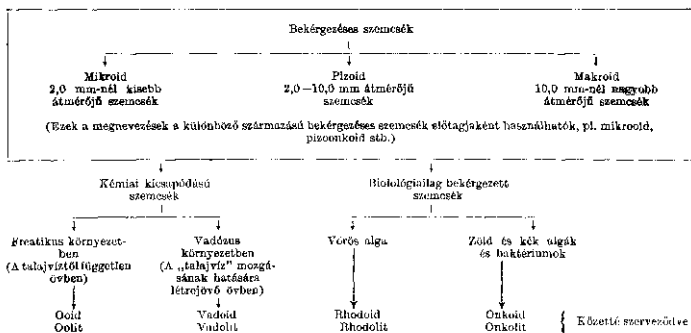 Bekérgezéses szemcsék
Mikroid
2,0 mm-nél kisebb
átmérőjű szemcsék
Pizoid
2,0—10,0 mm átmérőjű
szemcsék
Makroid
10,0 mm-nél nagyobb
átmérőjű szemcsék
(Ezek a megnevezések a különböző származású bekérgezéses szemcsék előtagjaként használhatók, pl. mikrooid,
pizoonkoid stb.)
Kémiai kicsapódású
szemcsék
Biológiailag bekérgezett
szemcsék
Freatikus környezet-
ben
(A talajvíztől független
övben)
Vadózus
környezetben
(A „talajvíz” mozgá-
sának hatására
létrejövő övben)
Vörös alga
Zöld és kék algák
és baktériumok
Ooid
Oolit
Vadoid
Vadolit
Rhodoid
Rhodolit
Onkoid
Onkolit
{ Kőzetté szerveződve